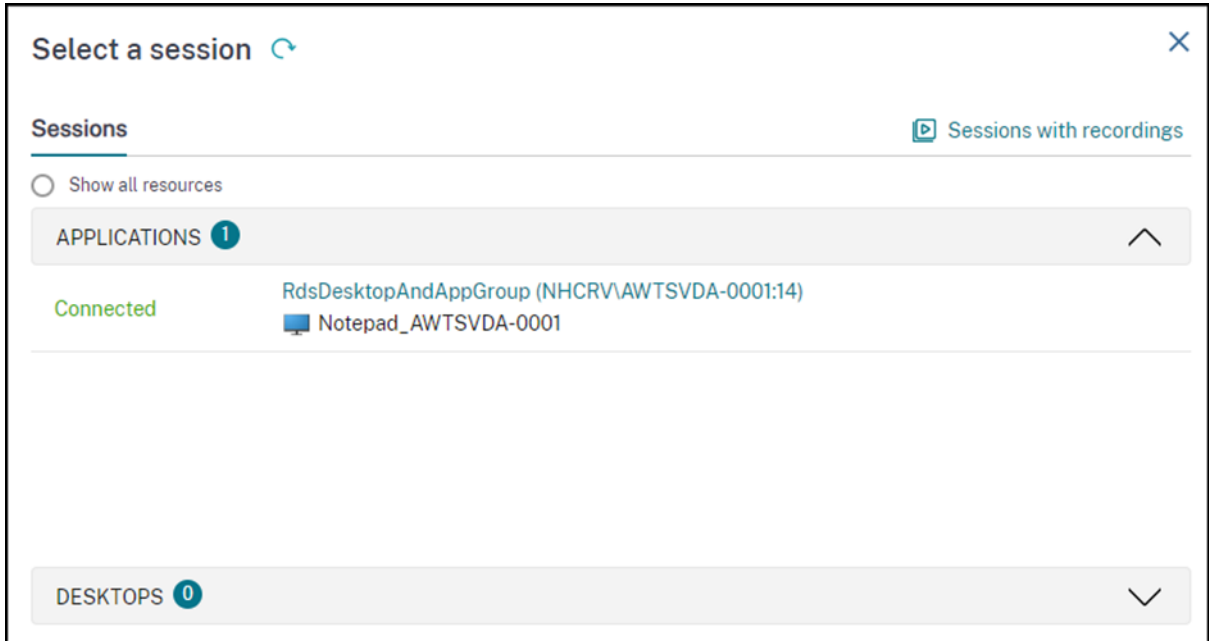 Select a session
Sessions
Sessions with recordings
Show all resources
APPLICATIONS 1
Connected
RdsDesktopAndAppGroup (NHCRV\AWTSVDA-0001:14)
Notepad_AWTSVDA-0001
DESKTOPS 0